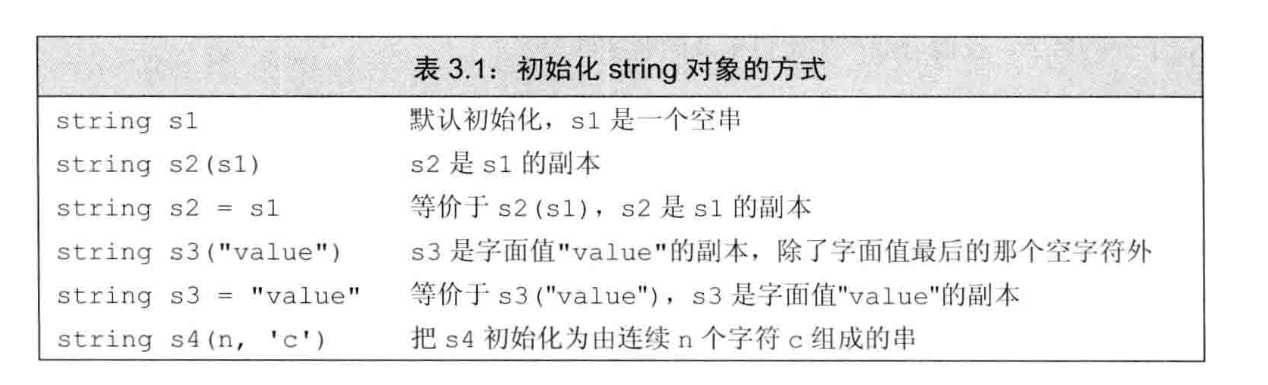 表 3.1：初始化 string 对象的方式
string s1 默认初始化，s1 是一个空串
string s2(s1) s2 是 s1 的副本
string s2 = s1 等价于 s2(s1)，s2 是 s1 的副本
string s3("value") s3 是字面值"value"的副本，除了字面值最后的那个空字符外
string s3 = "value" 等价于 s3("value")，s3 是字面值"value"的副本
string s4(n, 'c') 把 s4 初始化为由连续 n 个字符 c 组成的串